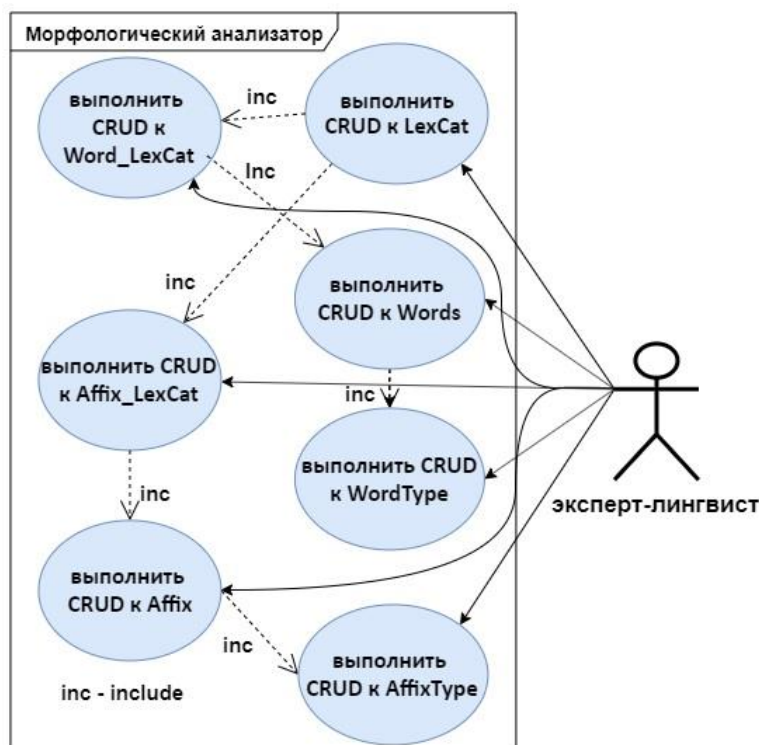 Морфологический анализатор
выполнить
CRUD к
Word_LexCat
inc
выполнить
CRUD к LexCat
Inc
inc
выполнить
CRUD к Words
выполнить CRUD
к Affix_LexCat
inc
выполнить CRUD
к WordType
эксперт-лингвист
inc
выполнить
CRUD к Affix
inc
выполнить
CRUD к AffixType
inc - include